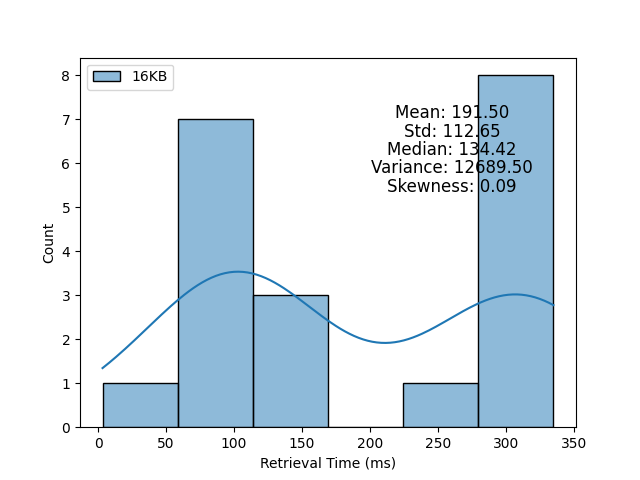 16KB
Mean: 191.50
Std: 112.65
Median: 134.42
Variance: 12689.50
Skewness: 0.09
8
7
6
5
4
3
2
1
0
Count
0 50 100 150 200 250 300 350
Retrieval Time (ms)